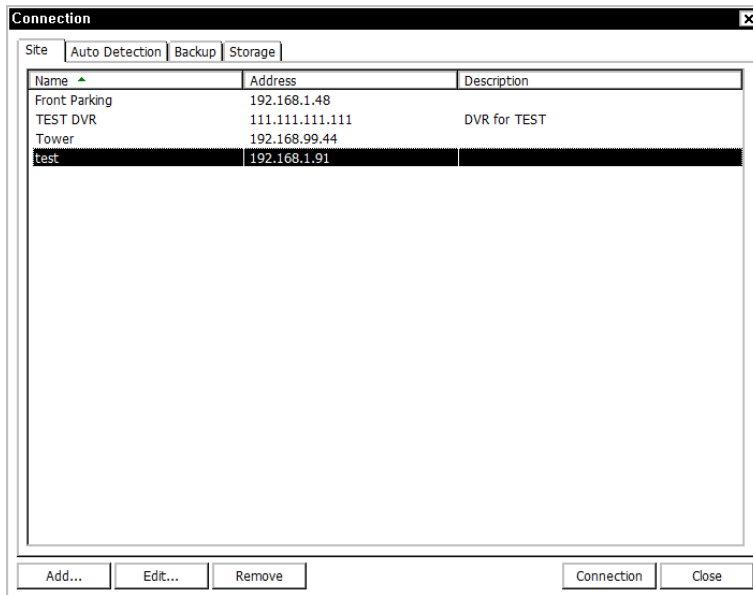 Connection
Site Auto Detection Backup Storage
Name Address Description
Front Parking 192.168.1.48
TEST DVR 111.111.111.111 DVR for TEST
Tower 192.168.99.44
test 192.168.1.91
Add... Edit... Remove Connection Close